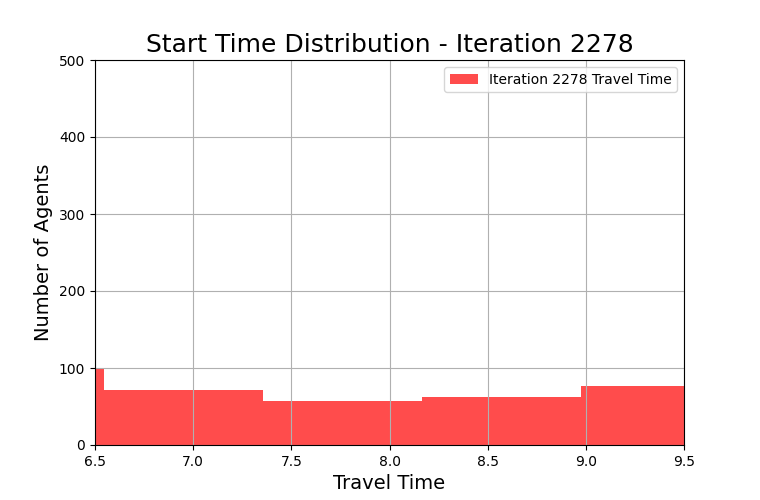 Start Time Distribution - Iteration 2278
Iteration 2278 Travel Time
Number of Agents
500
400
300
200
100
0
6.5 7.0 7.5 8.0 8.5 9.0 9.5
Travel Time